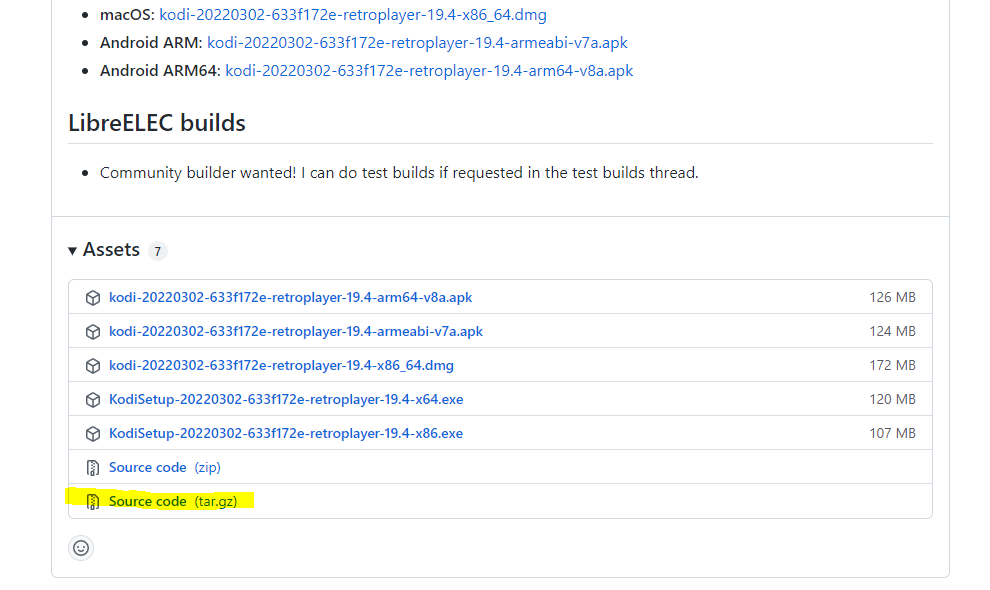 macOS: kodi-20220302-633f172e-retroplayer-19.4-x86_64.dmg
Android ARM: kodi-20220302-633f172e-retroplayer-19.4-armeabi-v7a.apk
Android ARM64: kodi-20220302-633f172e-retroplayer-19.4-arm64-v8a.apk
LibreELEC builds
Community builder wanted! I can do test builds if requested in the test builds thread.
Assets 7
kodi-20220302-633f172e-retroplayer-19.4-arm64-v8a.apk 126 MB
kodi-20220302-633f172e-retroplayer-19.4-armeabi-v7a.apk 124 MB
kodi-20220302-633f172e-retroplayer-19.4-x86_64.dmg 172 MB
KodiSetup-20220302-633f172e-retroplayer-19.4-x64.exe 120 MB
KodiSetup-20220302-633f172e-retroplayer-19.4-x86.exe 107 MB
Source code (zip)
Source code (tar.gz)